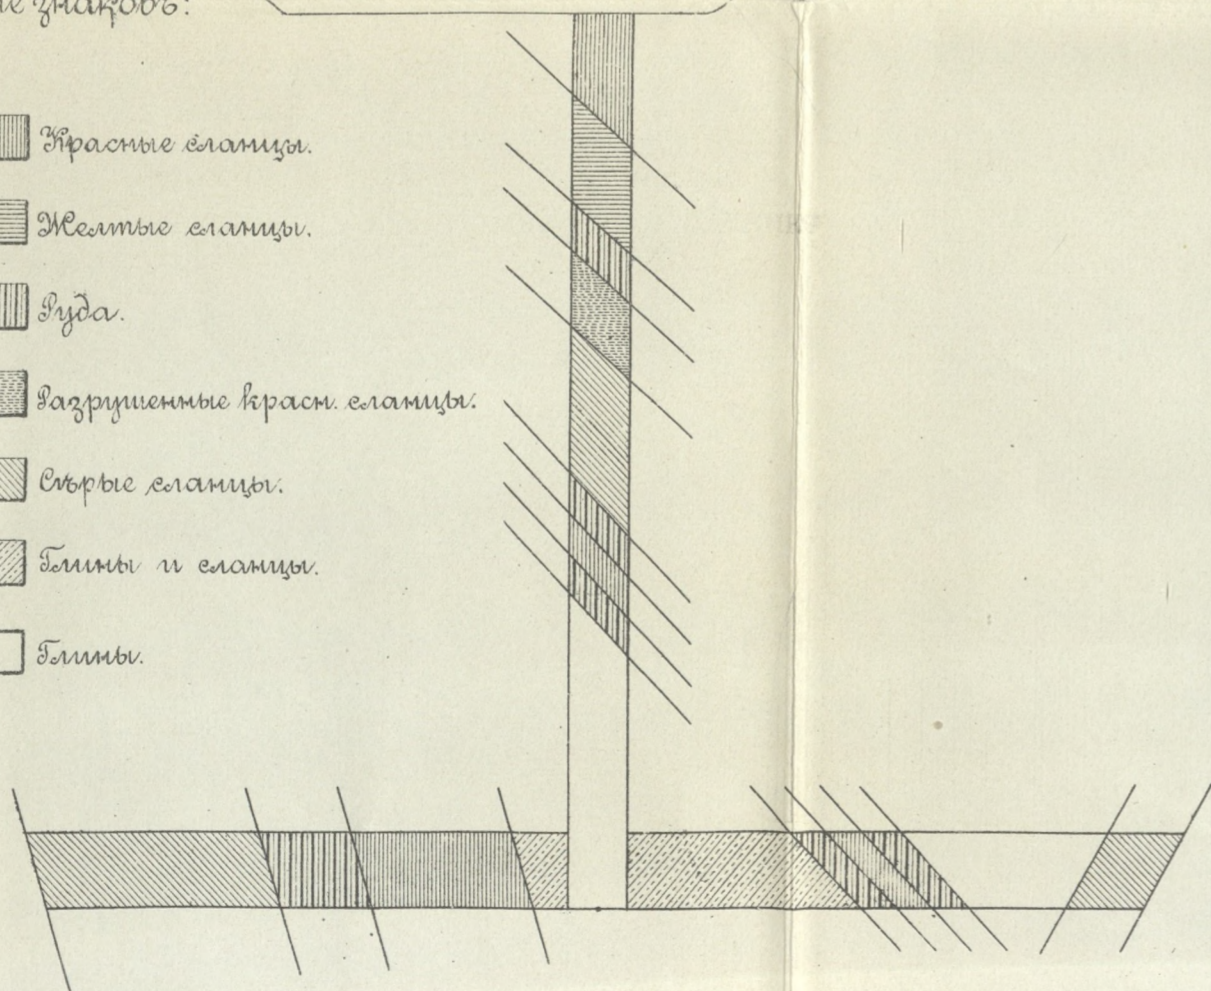 знаковъ:
Красные сланцы.
Желтые сланцы.
Руда.
Разрушенные красн. сланцы.
Сѣрые сланцы.
Глины и сланцы.
Глины.